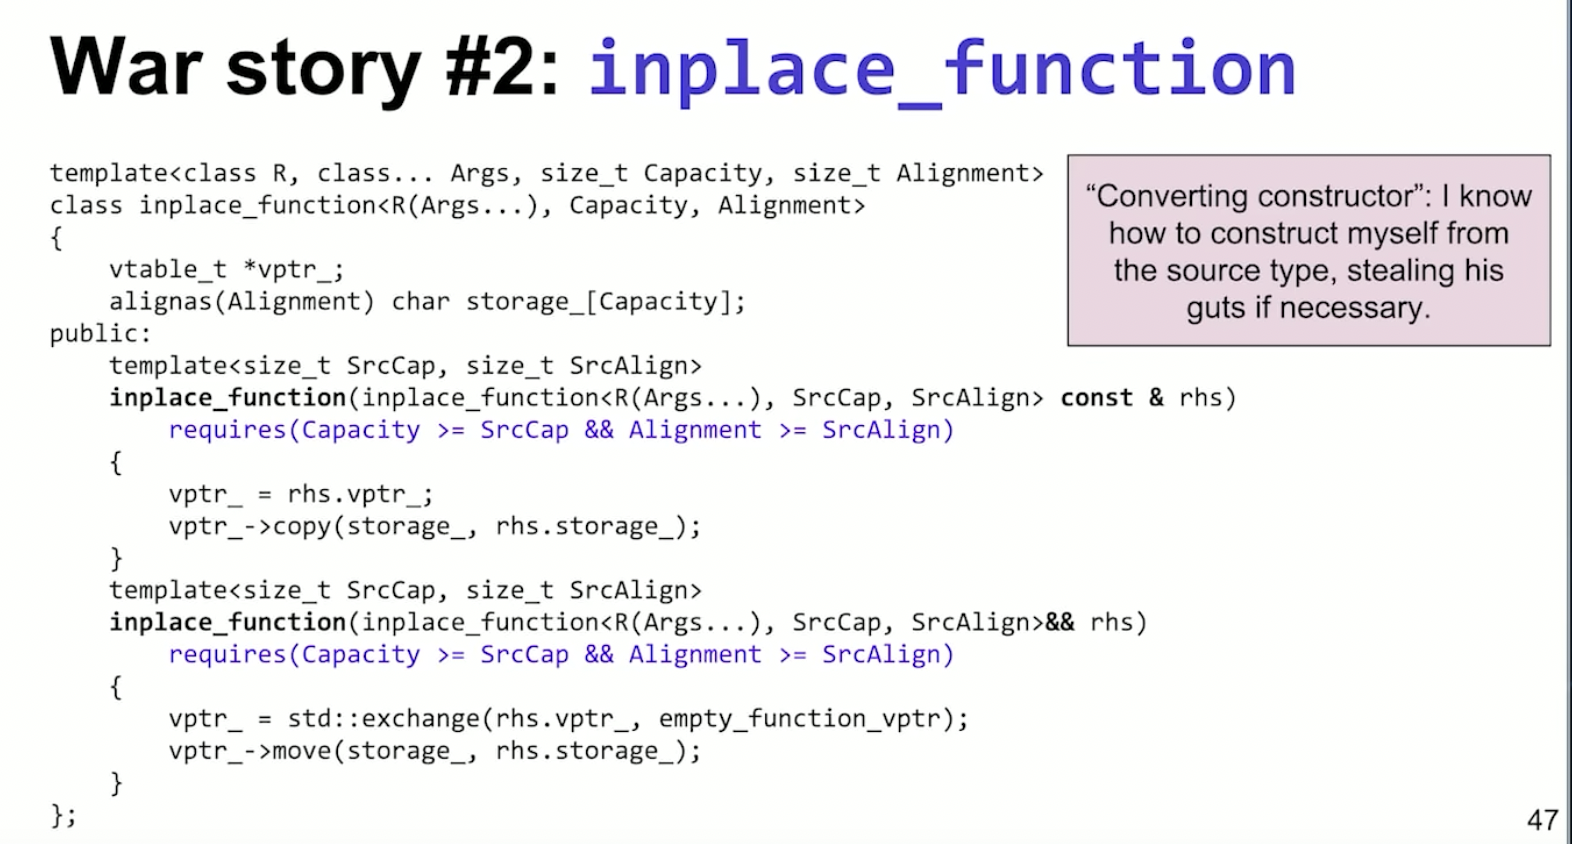 War story #2: inplace_function
template<class R, class... Args, size_t Capacity, size_t Alignment>
class inplace_function<R(Args...), Capacity, Alignment>
{
    vtable_t *vptr_;
    alignas(Alignment) char storage_[Capacity];
public:
    template<size_t SrcCap, size_t SrcAlign>
    inplace_function(inplace_function<R(Args...), SrcCap, SrcAlign> const & rhs)
        requires(Capacity >= SrcCap && Alignment >= SrcAlign)
    {
        vptr_ = rhs.vptr_;
        vptr_->copy(storage_, rhs.storage_);
    }
    template<size_t SrcCap, size_t SrcAlign>
    inplace_function(inplace_function<R(Args...), SrcCap, SrcAlign>&& rhs)
        requires(Capacity >= SrcCap && Alignment >= SrcAlign)
    {
        vptr_ = std::exchange(rhs.vptr_, empty_function_vptr);
        vptr_->move(storage_, rhs.storage_);
    }
};
“Converting constructor”: I know
how to construct myself from
the source type, stealing his
guts if necessary.
47